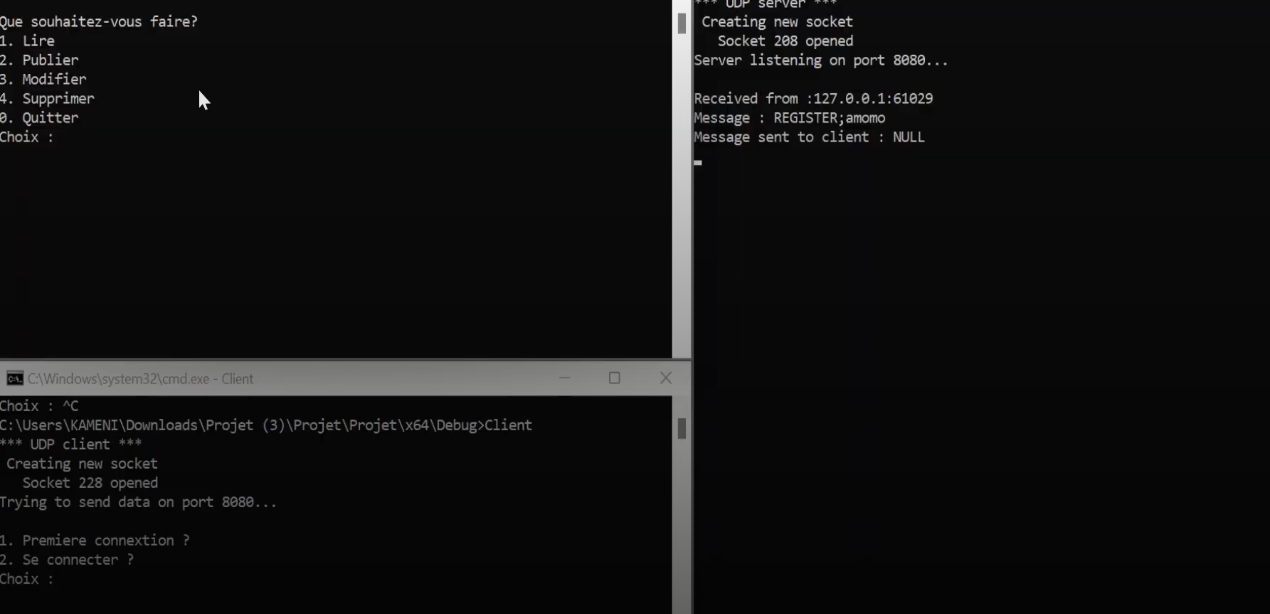 Que souhaitez-vous faire?
1. Lire
2. Publier
3. Modifier
4. Supprimer
0. Quitter
Choix :
*** UDP server ***
Creating new socket
Socket 208 opened
Server listening on port 8080...
Received from :127.0.0.1:61029
Message : REGISTER;amomo
Message sent to client : NULL
C:\Windows\system32\cmd.exe - Client
Choix : ^C
C:\Users\KAMENI\Downloads\Projet (3)\Projet\Projet\x64\Debug>Client
*** UDP client ***
Creating new socket
Socket 228 opened
Trying to send data on port 8080...
1. Premiere connextion ?
2. Se connecter ?
Choix :